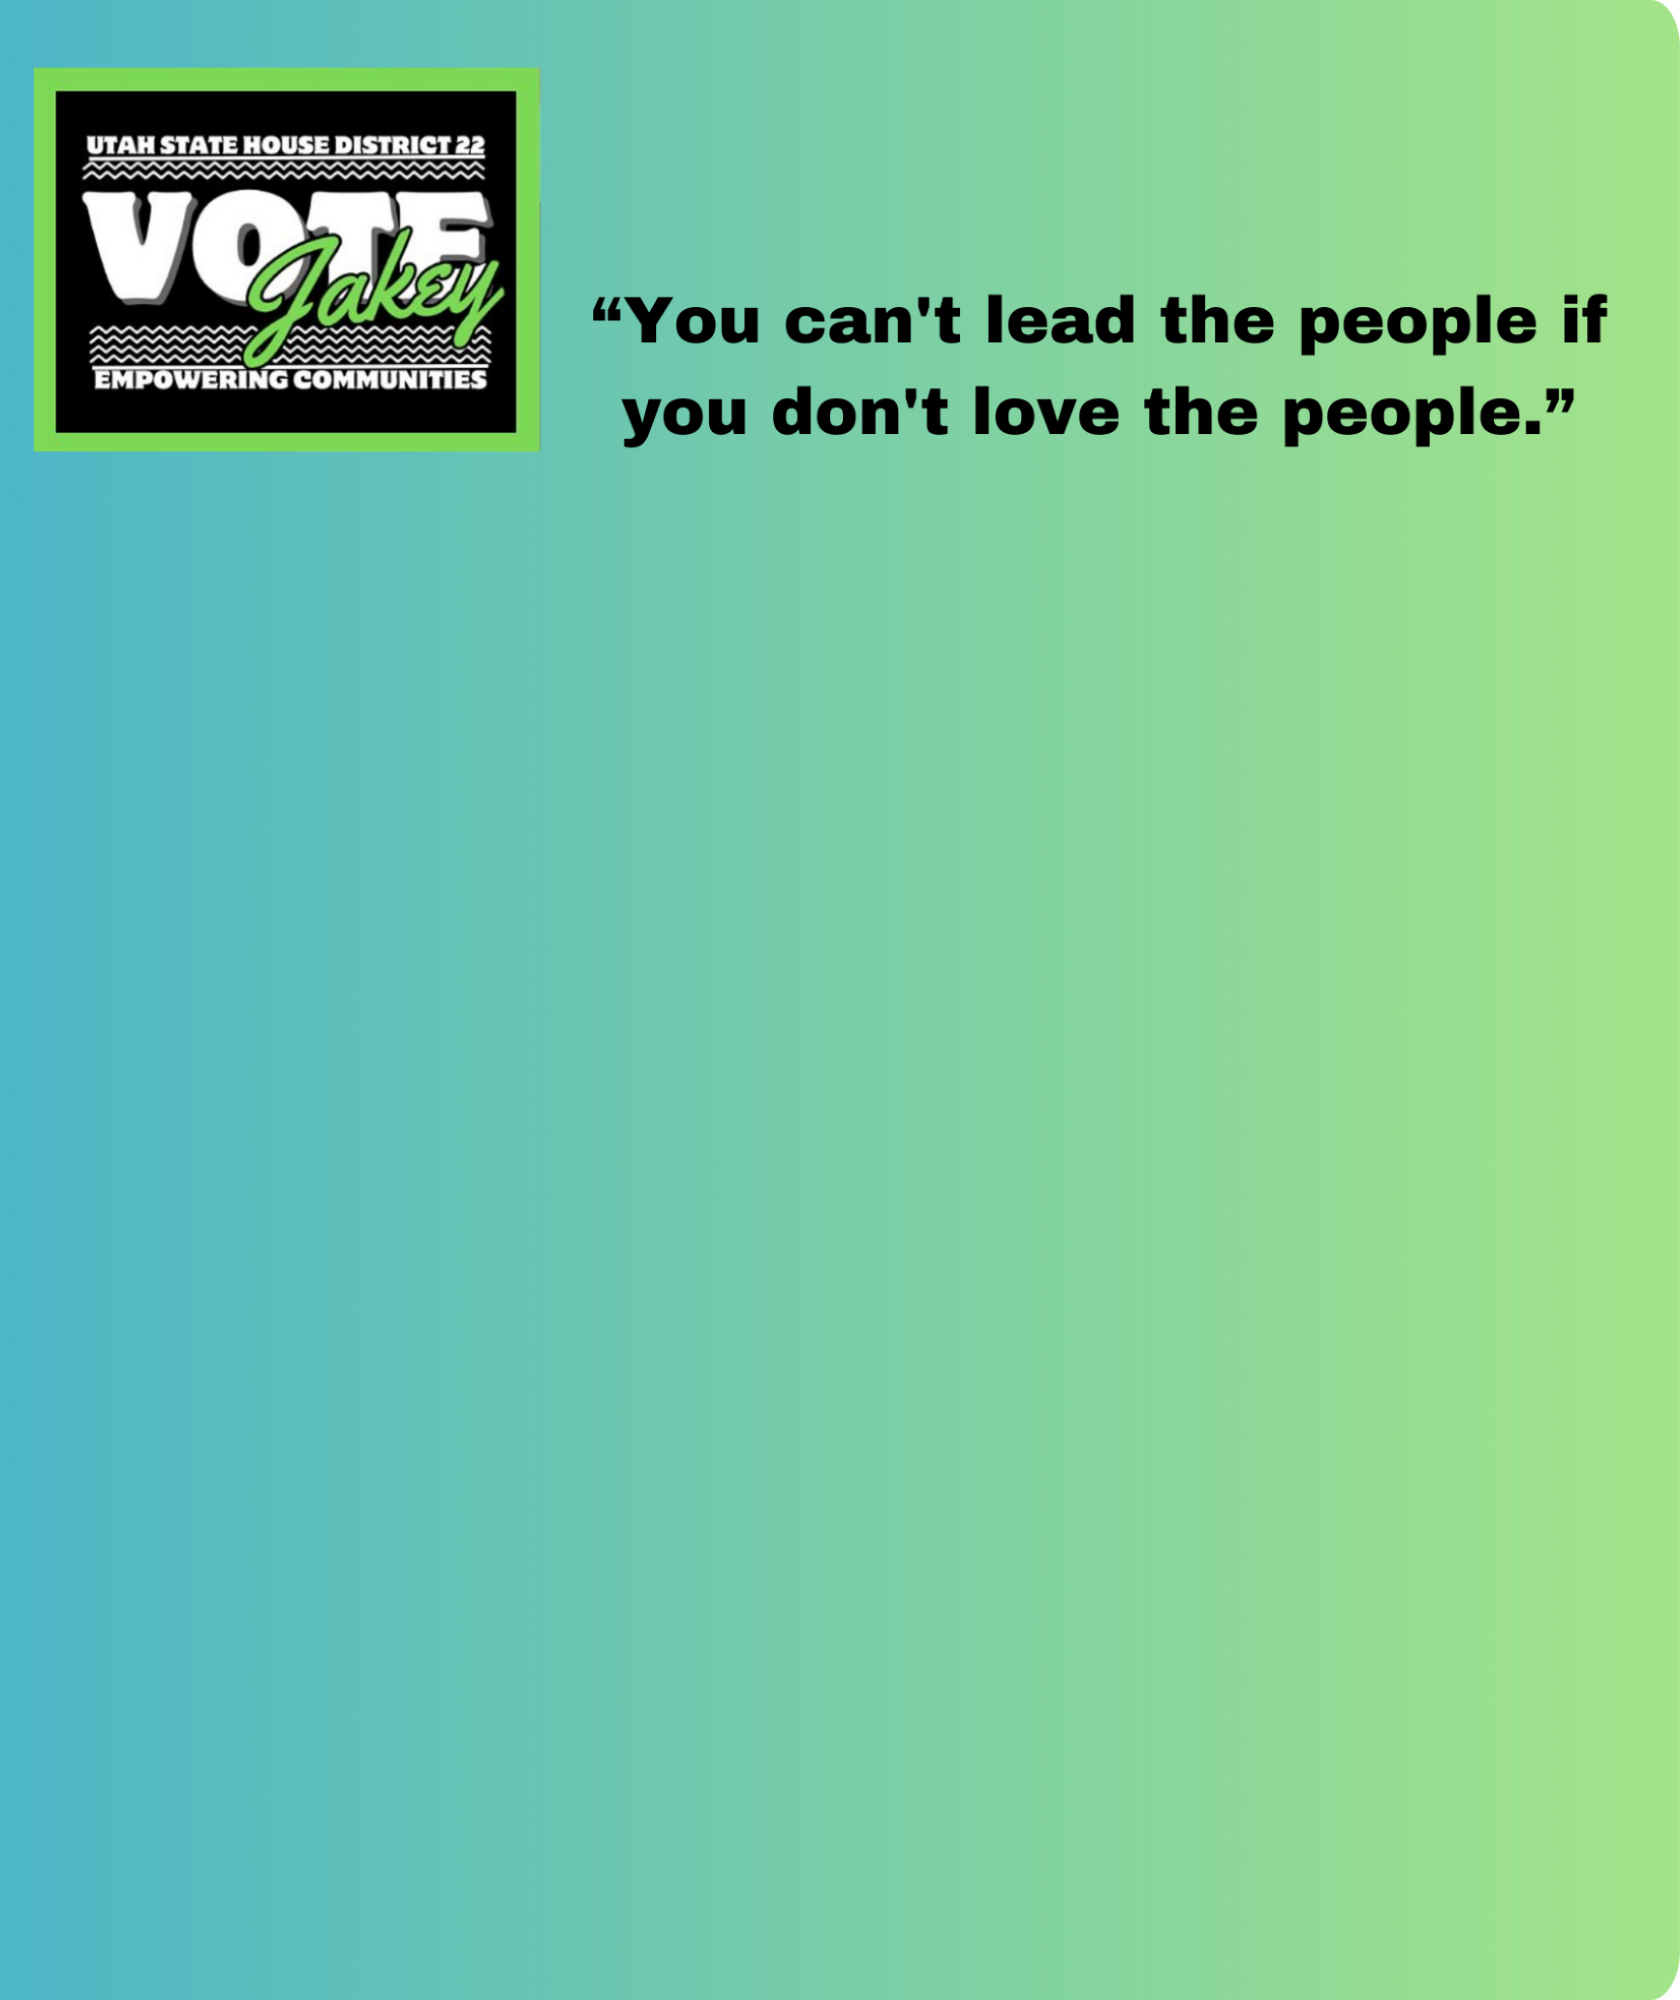 UTAH STATE HOUSE DISTRICT 22
VOTE
Jakey
EMPOWERING COMMUNITIES
“You can't lead the people if
you don't love the people.”